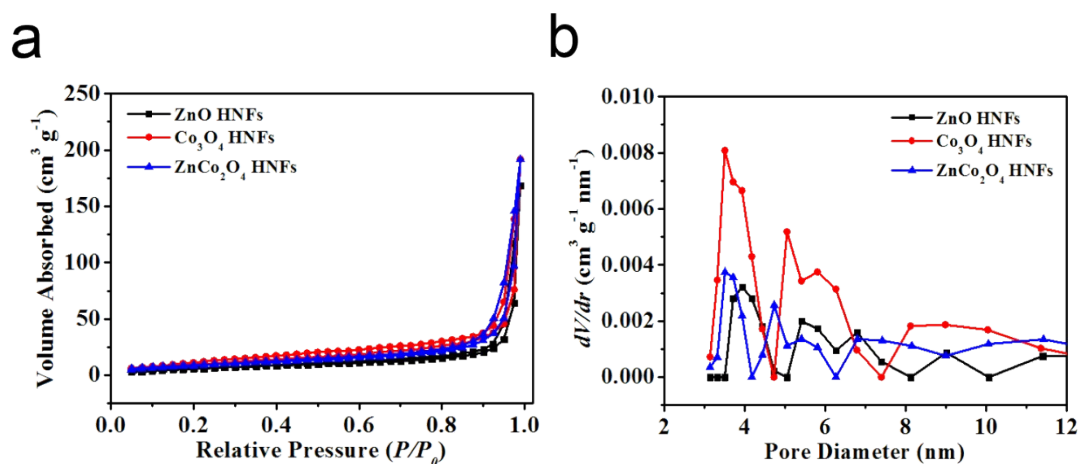 a
250
200
150
100
50
0
Volume Absorbed (cm³ g⁻¹)
ZnO HNFs
Co₃O₄ HNFs
ZnCo₂O₄ HNFs
0.0 0.2 0.4 0.6 0.8 1.0
Relative Pressure (P/P₀)
b
0.010
0.008
0.006
0.004
0.002
0.000
dV/dr (cm³ g⁻¹ nm⁻¹)
ZnO HNFs
Co₃O₄ HNFs
ZnCo₂O₄ HNFs
2 4 6 8 10 12
Pore Diameter (nm)